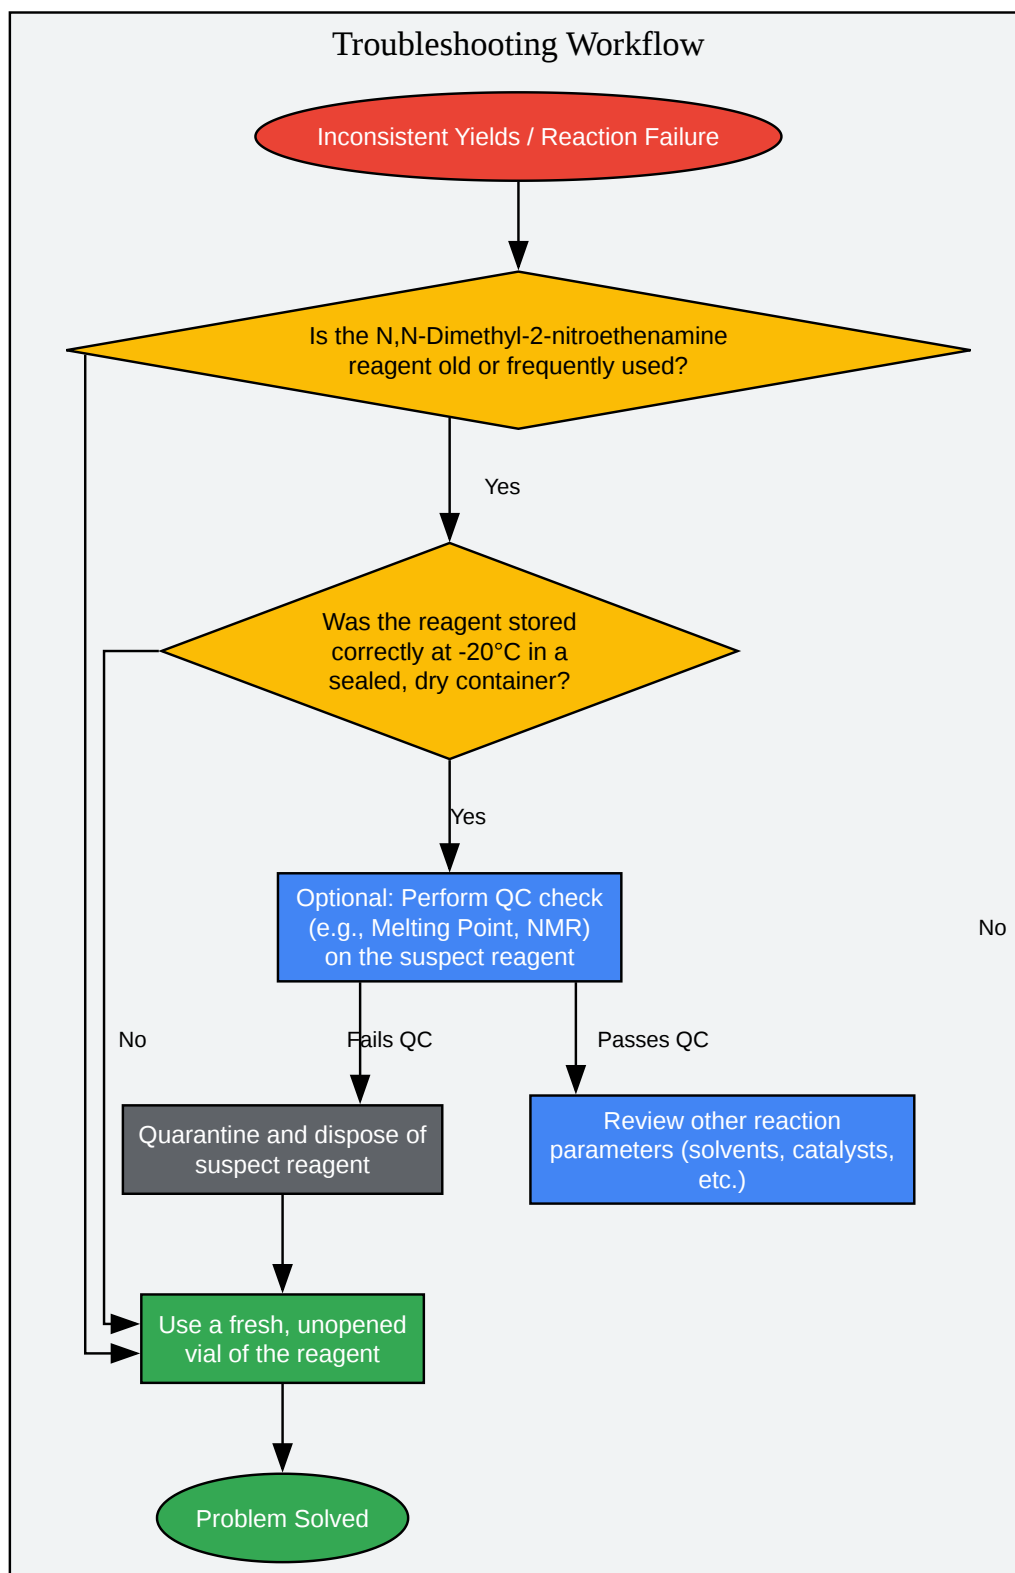 Troubleshooting Workflow
Inconsistent Yields / Reaction Failure
Is the N,N-Dimethyl-2-nitroethenamine
reagent old or frequently used?
Yes
Was the reagent stored
correctly at -20°C in a
sealed, dry container?
Yes
Optional: Perform QC check
(e.g., Melting Point, NMR)
on the suspect reagent
No
No
Fails QC
Passes QC
Quarantine and dispose of
suspect reagent
Review other reaction
parameters (solvents, catalysts,
etc.)
Use a fresh, unopened
vial of the reagent
Problem Solved